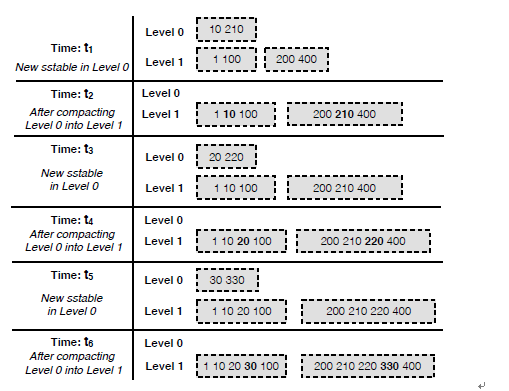 Time: t1
New sstable in Level 0
Level 0
10 210
Level 1
1 100
200 400
Time: t2
After compacting
Level 0 into Level 1
Level 0
Level 1
1 10 100
200 210 400
Time: t3
New sstable
in Level 0
Level 0
20 220
Level 1
1 10 100
200 210 400
Time: t4
After compacting
Level 0 into Level 1
Level 0
Level 1
1 10 20 100
200 210 220 400
Time: t5
New sstable
in Level 0
Level 0
30 330
Level 1
1 10 20 100
200 210 220 400
Time: t6
After compacting
Level 0 into Level 1
Level 0
Level 1
1 10 20 30 100
200 210 220 330 400